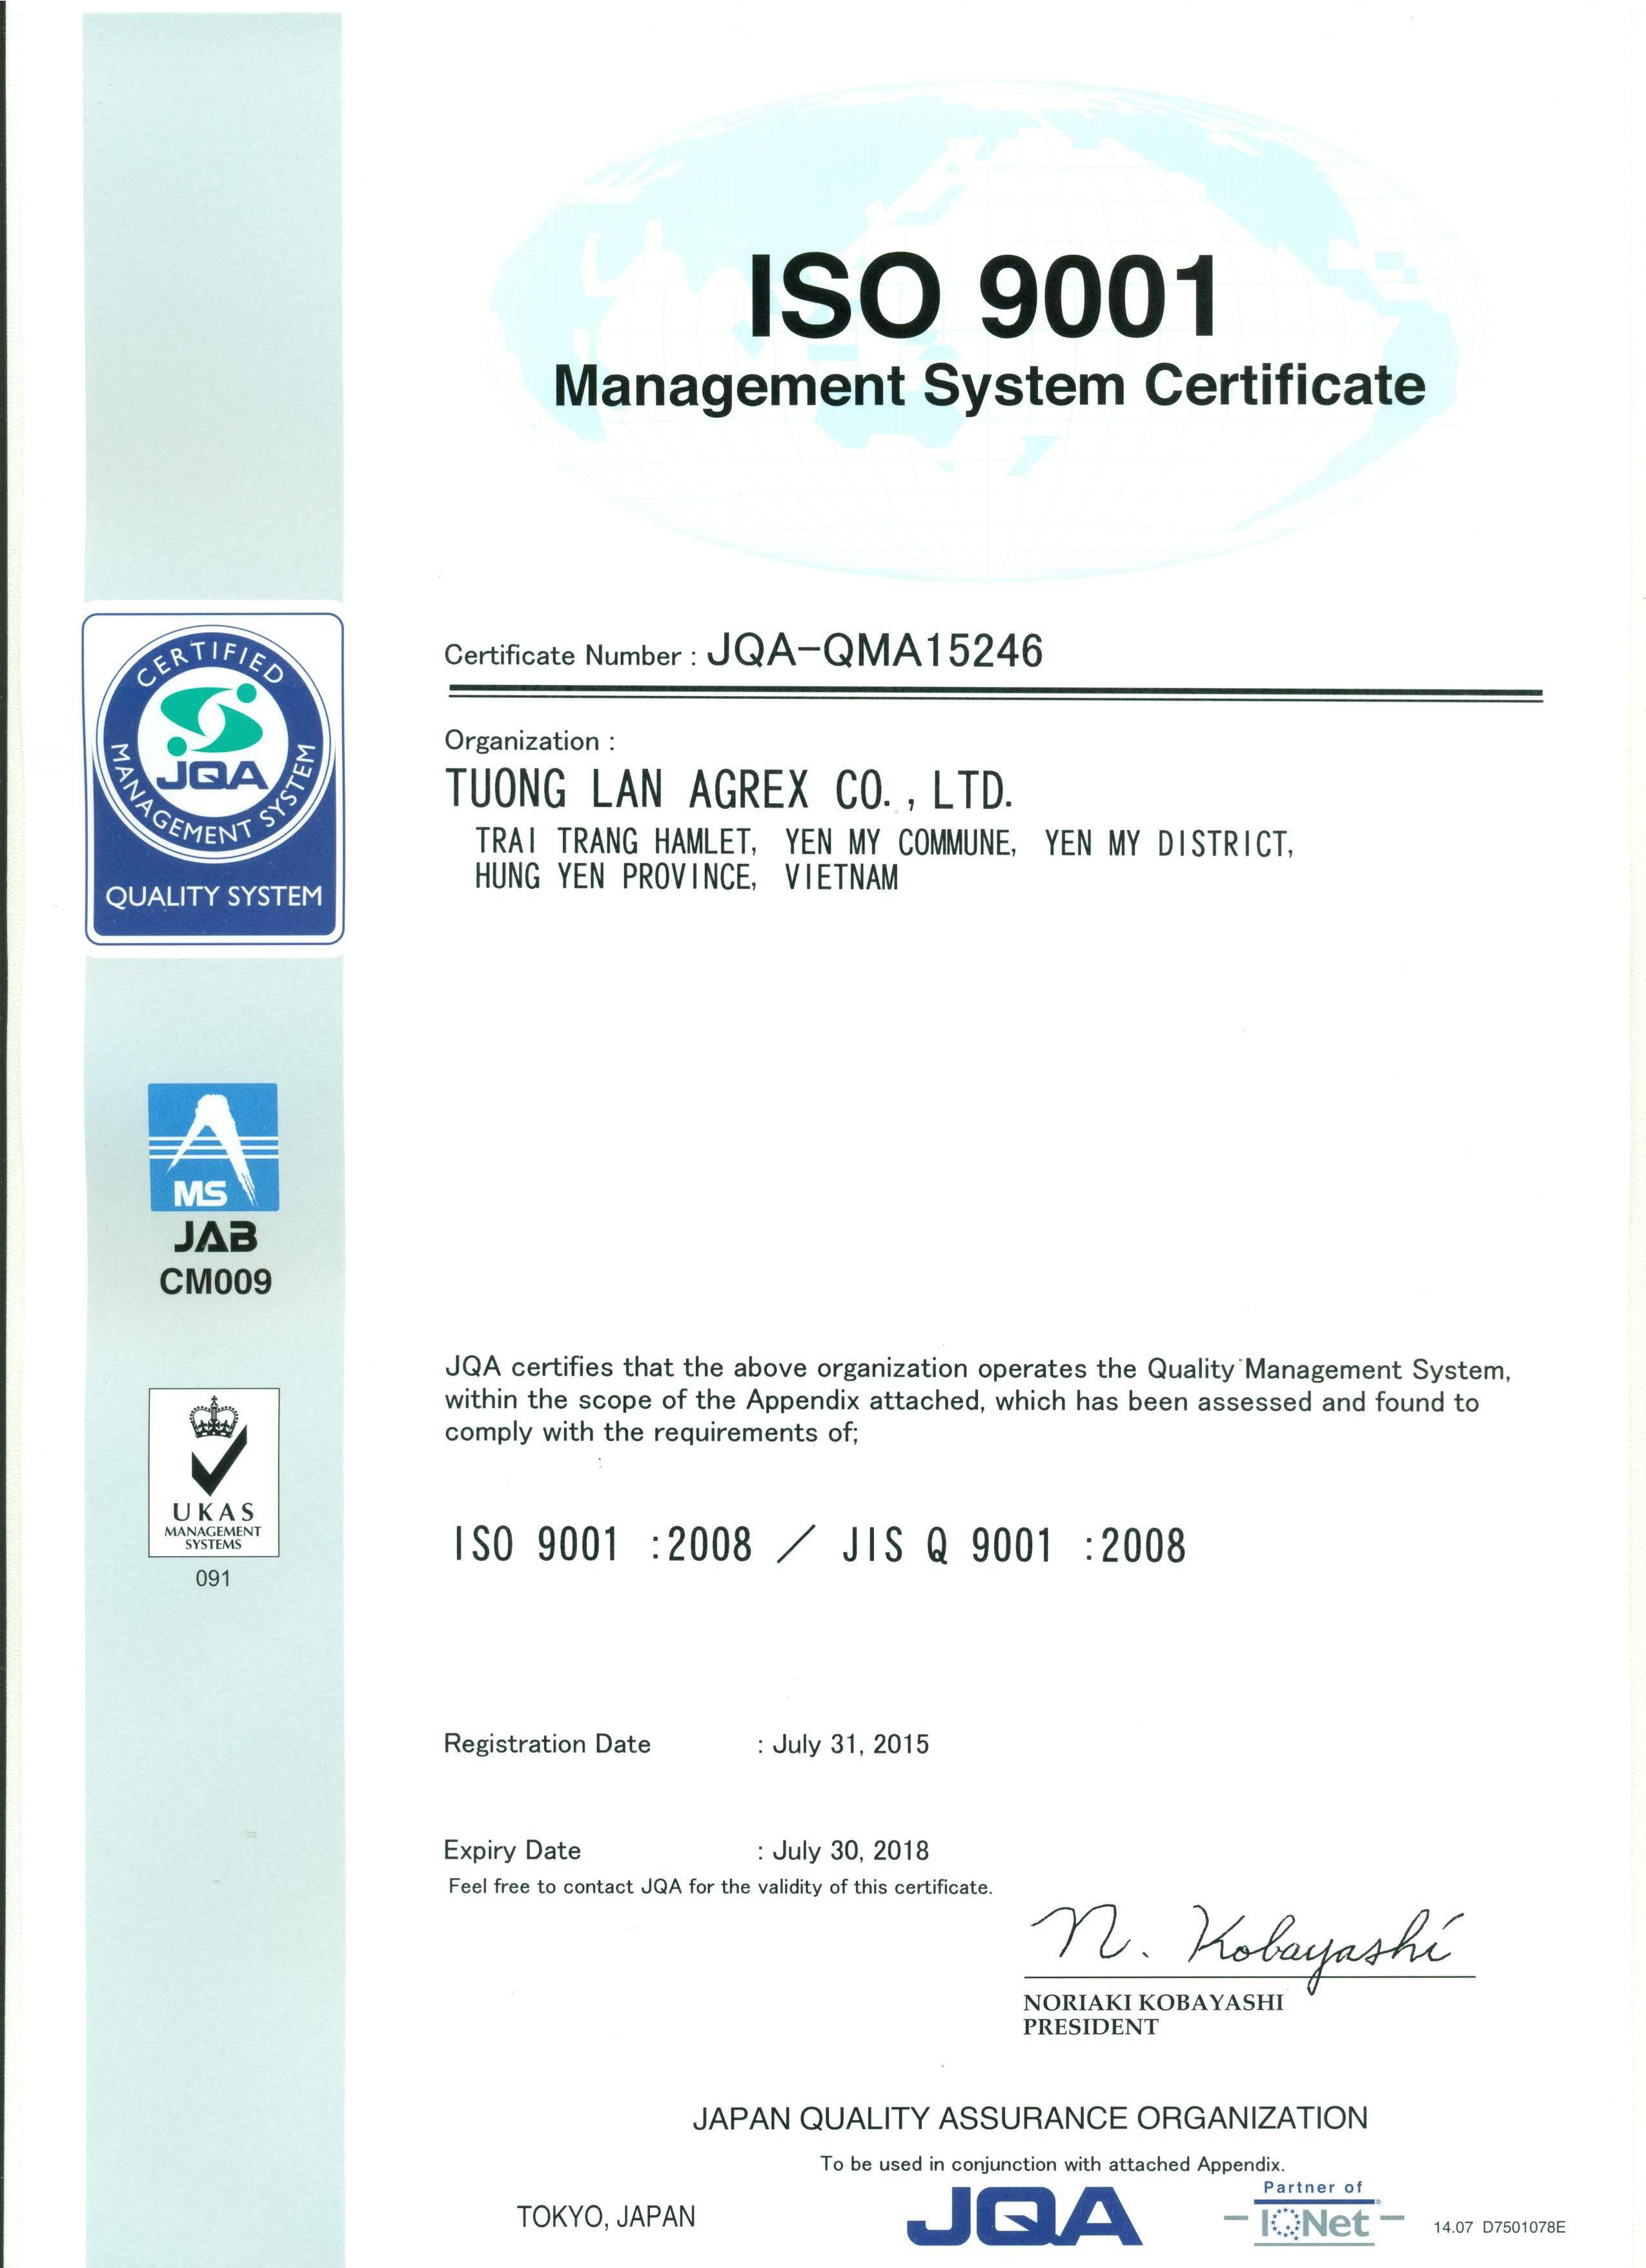 ISO 9001
Management System Certificate
Certificate Number : JQA-QMA15246
Organization :
TUONG LAN AGREX CO., LTD.
TRAI TRANG HAMLET, YEN MY COMMUNE, YEN MY DISTRICT,
HUNG YEN PROVINCE, VIETNAM
CERTIFIED
JQA
MANAGEMENT SYSTEM
QUALITY SYSTEM
MS
JAB
CM009
UKAS
MANAGEMENT
SYSTEMS
091
JQA certifies that the above organization operates the Quality Management System,
within the scope of the Appendix attached, which has been assessed and found to
comply with the requirements of;
ISO 9001 :2008 / JIS Q 9001 :2008
Registration Date : July 31, 2015
Expiry Date : July 30, 2018
Feel free to contact JQA for the validity of this certificate.
N. Kobayashi
NORIAKI KOBAYASHI
PRESIDENT
JAPAN QUALITY ASSURANCE ORGANIZATION
To be used in conjunction with attached Appendix.
TOKYO, JAPAN
JQA
Partner of
IQNet
14.07 D7501078E